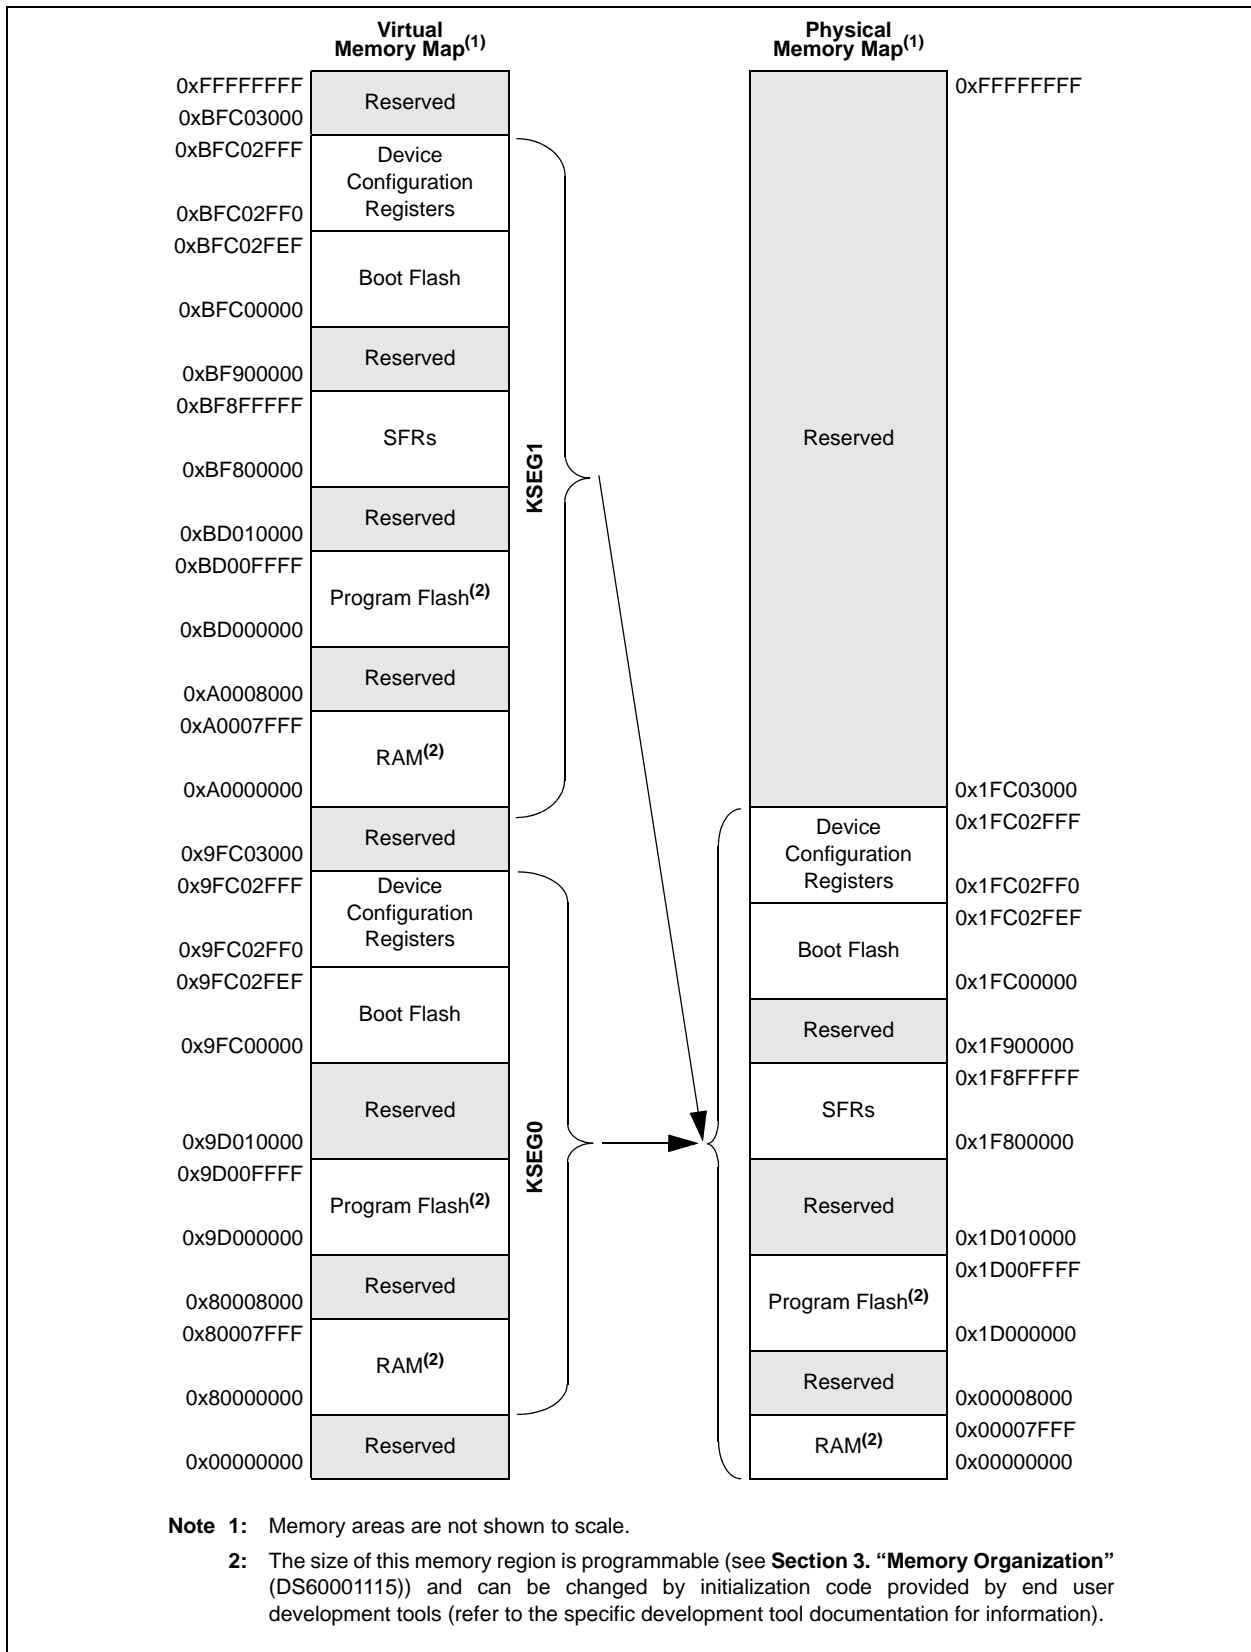 Virtual
Memory Map(1)
0xFFFFFFFF
Reserved
0xBFC03000
0xBFC02FFF
Device
Configuration
Registers
0xBFC02FF0
0xBFC02FEF
Boot Flash
0xBFC00000
Reserved
0xBF900000
0xBF8FFFFF
SFRs
0xBF800000
Reserved
0xBD010000
0xBD00FFFF
Program Flash(2)
0xBD000000
Reserved
0xA0008000
0xA0007FFF
RAM(2)
0xA0000000
Reserved
0x9FC03000
0x9FC02FFF
Device
Configuration
Registers
0x9FC02FF0
0x9FC02FEF
Boot Flash
0x9FC00000
Reserved
0x9D010000
0x9D00FFFF
Program Flash(2)
0x9D000000
Reserved
0x80008000
0x80007FFF
RAM(2)
0x80000000
Reserved
0x00000000
KSEG1
KSEG0
Physical
Memory Map(1)
0xFFFFFFFF
Reserved
0x1FC03000
0x1FC02FFF
Device
Configuration
Registers
0x1FC02FF0
0x1FC02FEF
Boot Flash
0x1FC00000
Reserved
0x1F900000
0x1F8FFFFF
SFRs
0x1F800000
Reserved
0x1D010000
0x1D00FFFF
Program Flash(2)
0x1D000000
Reserved
0x00008000
0x00007FFF
RAM(2)
0x00000000
Note 1: Memory areas are not shown to scale.
2: The size of this memory region is programmable (see Section 3. “Memory Organization”
(DS60001115)) and can be changed by initialization code provided by end user
development tools (refer to the specific development tool documentation for information).